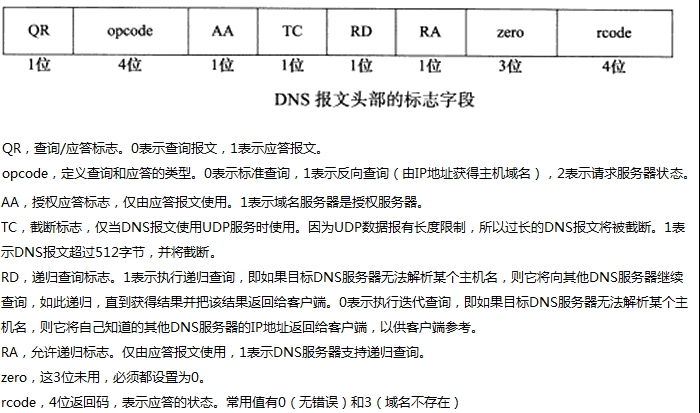 QR opcode AA TC RD RA zero rcode
1位 4位 1位 1位 1位 1位 3位 4位
DNS 报文头部的标志字段
QR，查询/应答标志。0表示查询报文，1表示应答报文。
opcode，定义查询和应答的类型。0表示标准查询，1表示反向查询（由IP地址获得主机域名），2表示请求服务器状态。
AA，授权应答标志，仅由应答报文使用。1表示域名服务器是授权服务器。
TC，截断标志，仅当DNS报文使用UDP服务时使用。因为UDP数据报有长度限制，所以过长的DNS报文将被截断。1表
示DNS报文超过512字节，并将截断。
RD，递归查询标志。1表示执行递归查询，即如果目标DNS服务器无法解析某个主机名，则它将向其他DNS服务器继续
查询，如此递归，直到获得结果并把该结果返回给客户端。0表示执行迭代查询，即如果目标DNS服务器无法解析某个主
机名，则它将自己知道的其他DNS服务器的IP地址返回给客户端，以供客户端参考。
RA，允许递归标志。仅由应答报文使用，1表示DNS服务器支持递归查询。
zero，这3位未用，必须都设置为0。
rcode，4位返回码，表示应答的状态。常用值有0（无错误）和3（域名不存在）